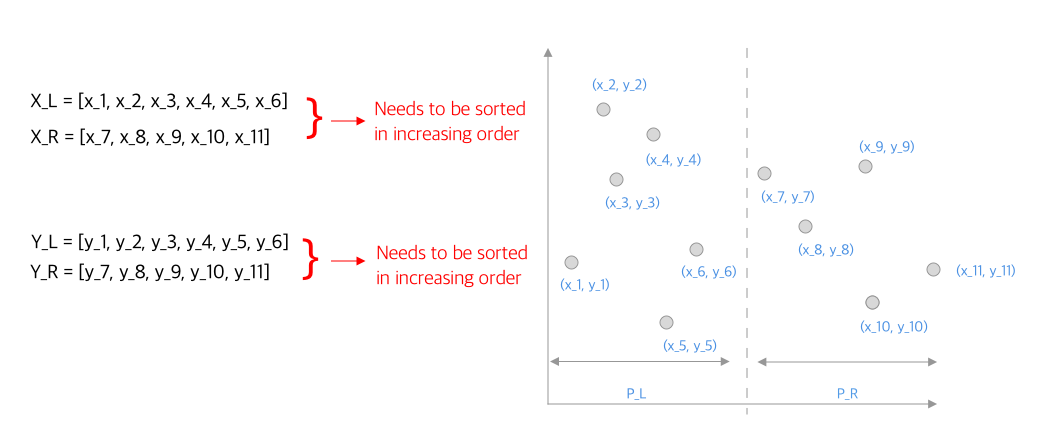 X_L = [x_1, x_2, x_3, x_4, x_5, x_6]
X_R = [x_7, x_8, x_9, x_10, x_11]
}
Needs to be sorted
in increasing order
Y_L = [y_1, y_2, y_3, y_4, y_5, y_6]
Y_R = [y_7, y_8, y_9, y_10, y_11]
}
Needs to be sorted
in increasing order
(x_2, y_2)
(x_4, y_4)
(x_3, y_3)
(x_9, y_9)
(x_7, y_7)
(x_8, y_8)
(x_6, y_6)
(x_11, y_11)
(x_1, y_1)
(x_10, y_10)
(x_5, y_5)
P_L
P_R